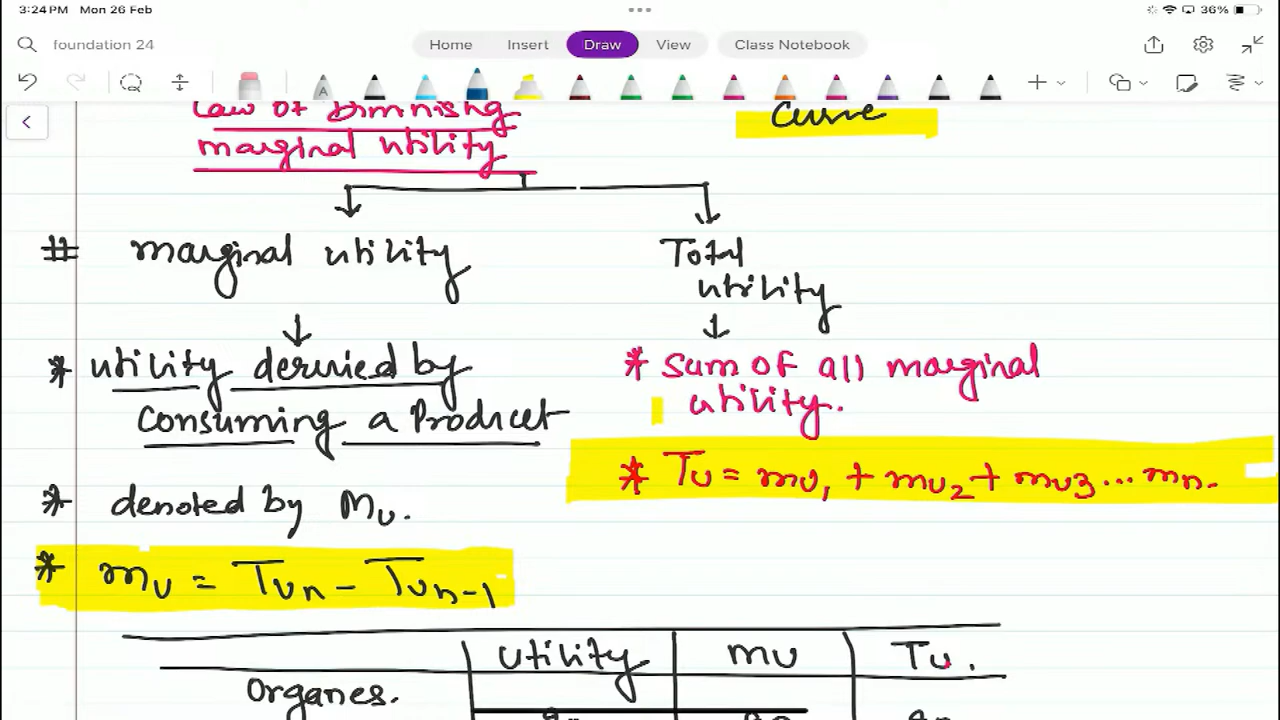 3:24 PM Mon 26 Feb
36%
foundation 24
Home Insert Draw View Class Notebook
A
Law of Diminishg
marginal utility
Curve
# marginal utility
Total
utility
* utility deruied by
consuming a Product
* sum of all marginal
utility.
* TU = mu1 + mu2 + mu3 ... mn.
* denoted by MU.
* mU = TUn - TUn-1
utility mu Tu.
Organes.